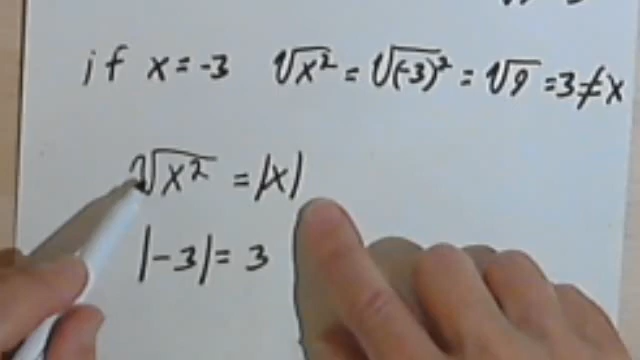 if x = -3 √x² = √(-3)² = √9 = 3 ≠ x
√x² = |x|
|-3| = 3